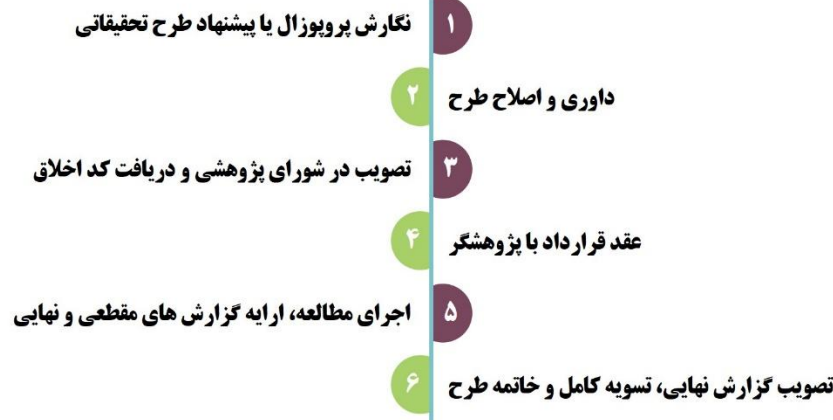 ۱
نگارش پروپوزال یا پیشنهاد طرح تحقیقاتی
۲
داوری و اصلاح طرح
۳
تصویب در شورای پژوهشی و دریافت کد اخلاق
۴
عقد قرارداد با پژوهشگر
۵
اجرای مطالعه، ارایه گزارش های مقطعی و نهایی
۶
تصویب گزارش نهایی، تسویه کامل و خاتمه طرح